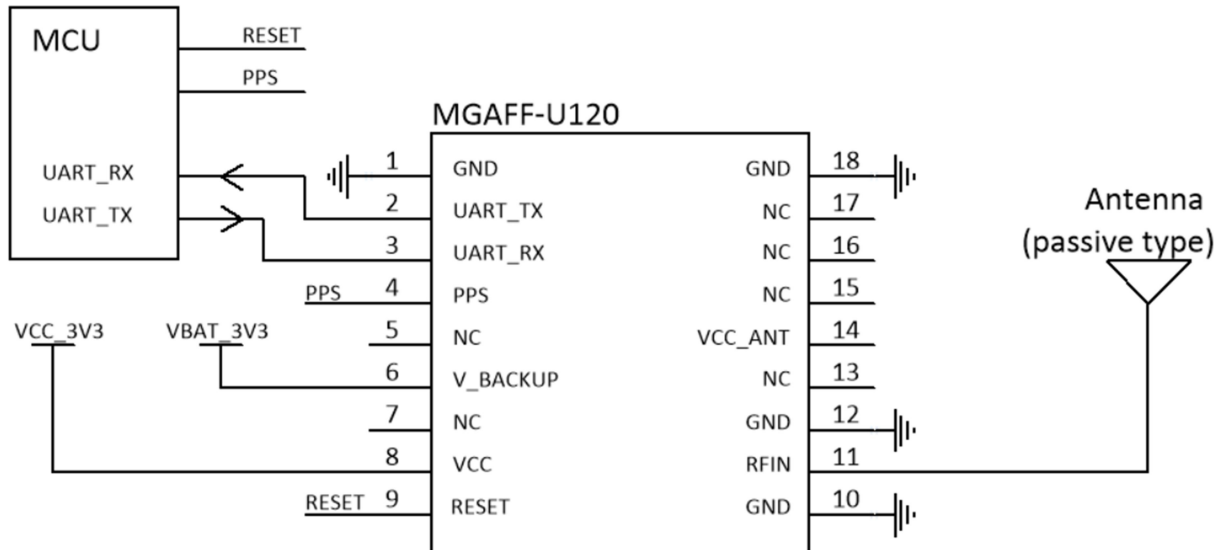 MCU
RESET
PPS
UART_RX
UART_TX
MGAFF-U120
1 GND
2 UART_TX
3 UART_RX
PPS 4 PPS
5 NC
VCC_3V3
VBAT_3V3
6 V_BACKUP
7 NC
8 VCC
RESET 9 RESET
GND 18
NC 17
NC 16
NC 15
VCC_ANT 14
NC 13
GND 12
RFIN 11
GND 10
Antenna
(passive type)